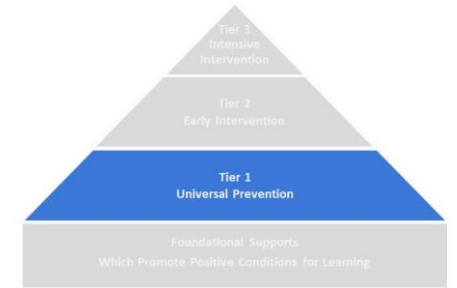 Tier 3
Intensive
Intervention
Tier 2
Early Intervention
Tier 1
Universal Prevention
Foundational Supports
Which Promote Positive Conditions for Learning